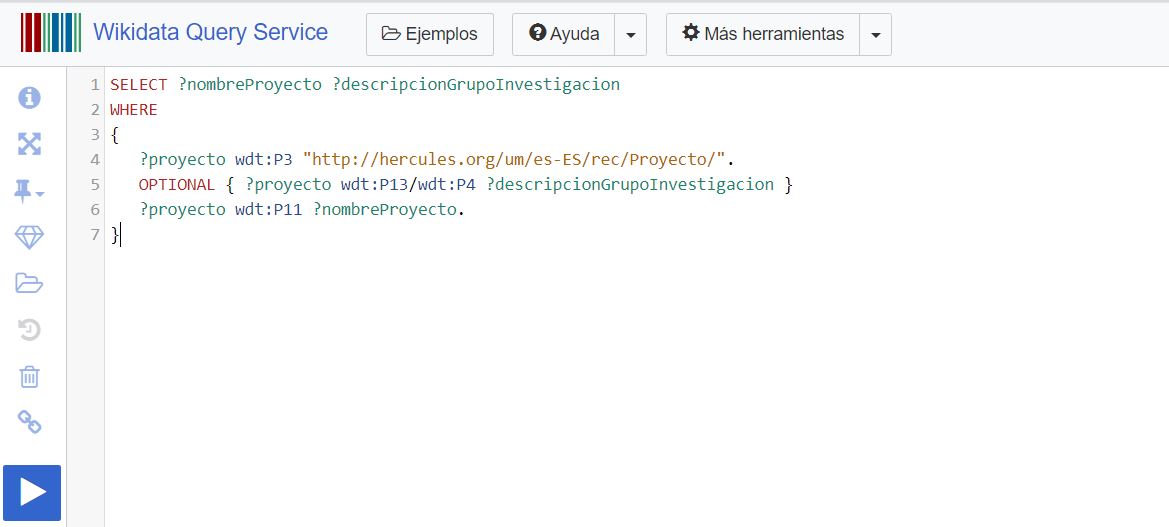 Wikidata Query Service Ejemplos Ayuda Más herramientas
1 SELECT ?nombreProyecto ?descripcionGrupoInvestigacion
2 WHERE
3 {
4 ?proyecto wdt:P3 "http://hercules.org/um/es-ES/rec/Proyecto/".
5 OPTIONAL { ?proyecto wdt:P13/wdt:P4 ?descripcionGrupoInvestigacion }
6 ?proyecto wdt:P11 ?nombreProyecto.
7 }